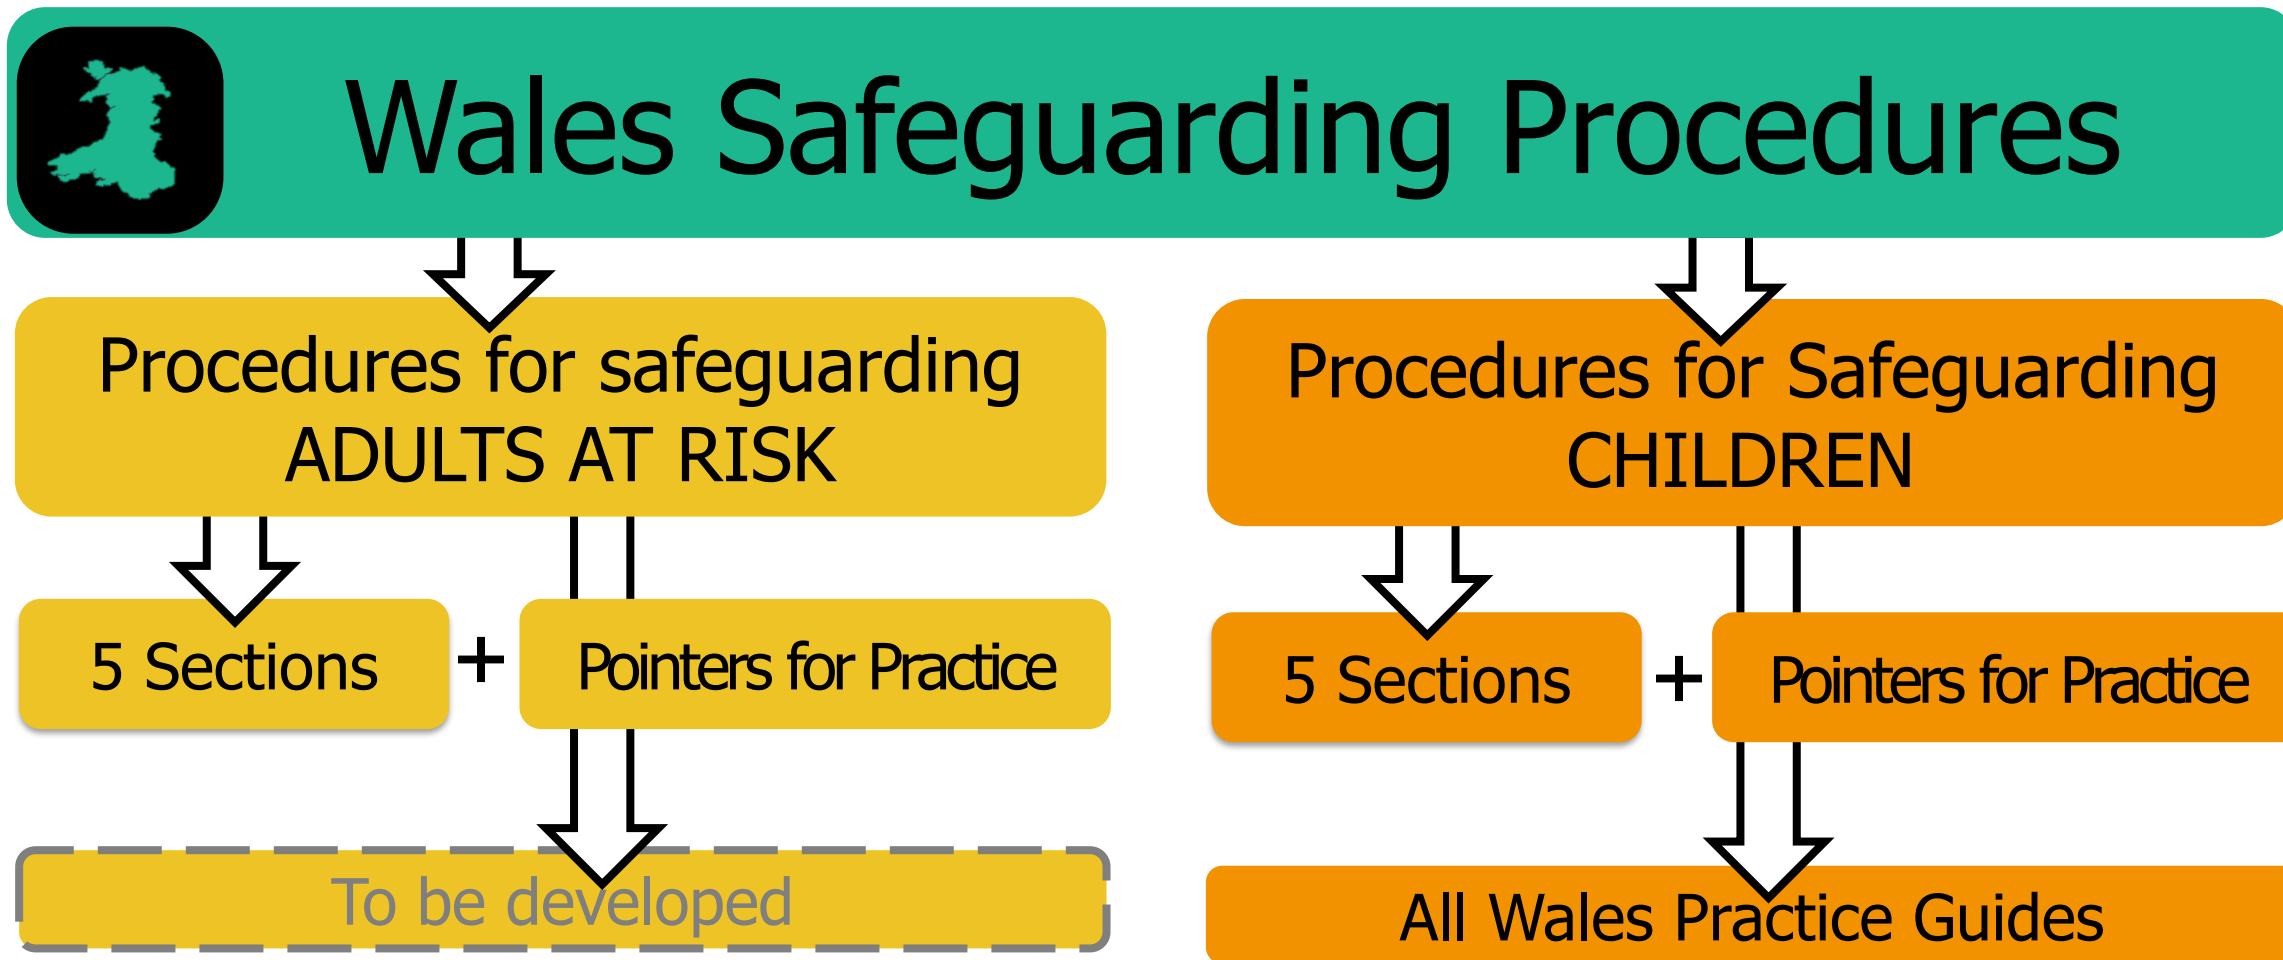 Wales Safeguarding Procedures
Procedures for safeguarding
ADULTS AT RISK
5 Sections
+
Pointers for Practice
To be developed
Procedures for Safeguarding
CHILDREN
5 Sections
+
Pointers for Practice
All Wales Practice Guides